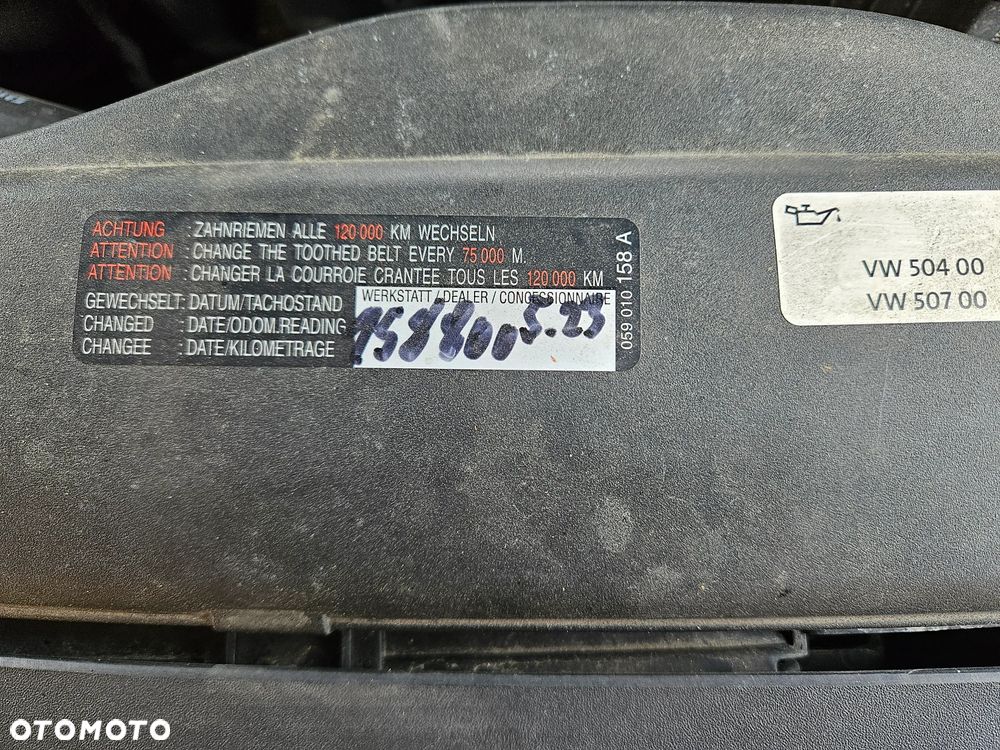 ACHTUNG : ZAHNRIEMEN ALLE 120 000 KM WECHSELN
ATTENTION : CHANGE THE TOOTHED BELT EVERY 75 000 M.
ATTENTION : CHANGER LA COURROIE CRANTEE TOUS LES 120 000 KM
GEWECHSELT: DATUM/TACHOSTAND WERKSTATT / DEALER / CONCESSIONNAIRE
CHANGED : DATE/ODOM.READING
CHANGEE : DATE/KILOMETRAGE
158800 5.23
059 010 158 A
VW 504 00
VW 507 00
OTOMOTO